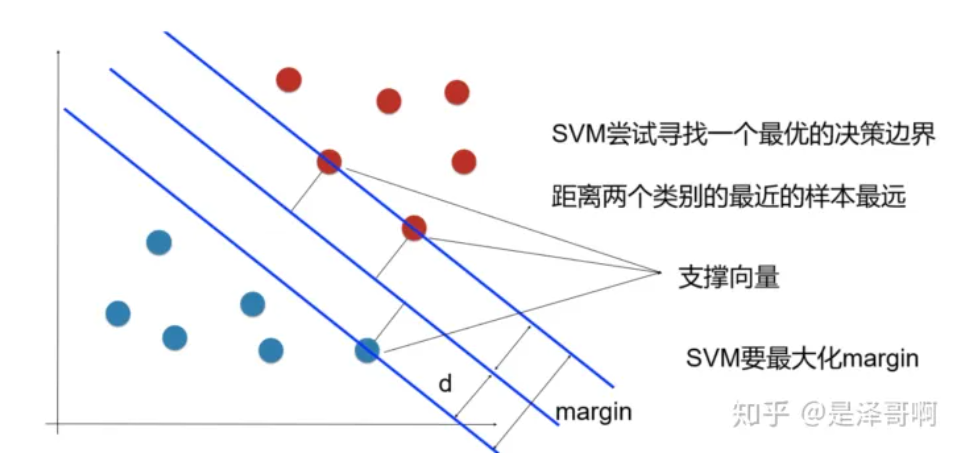 SVM尝试寻找一个最优的决策边界
距离两个类别的最近的样本最远
支撑向量
SVM要最大化margin
d
margin
知乎 @是泽哥啊